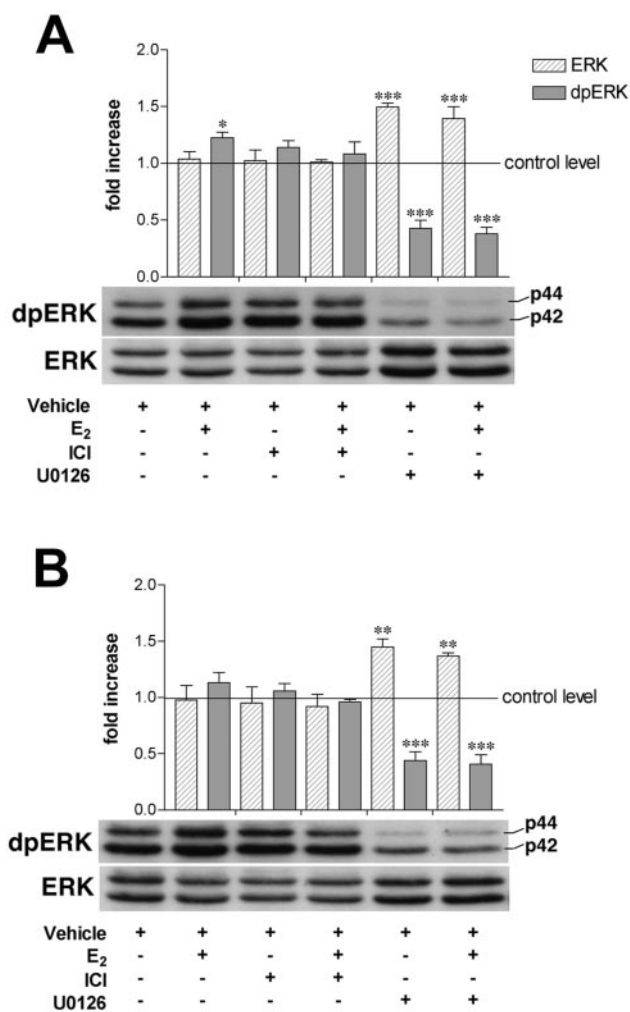 A
2.0
1.5
1.0
0.5
0.0
fold increase
ERK
dpERK
*
***
***
***
***
control level
dpERK
p44
p42
ERK
Vehicle + + + + + +
E2 - + - + - +
ICI - - + + - -
U0126 - - - - + +
B
2.0
1.5
1.0
0.5
0.0
fold increase
**
**
***
***
control level
dpERK
p44
p42
ERK
Vehicle + + + + + +
E2 - + - + - +
ICI - - + + - -
U0126 - - - - + +